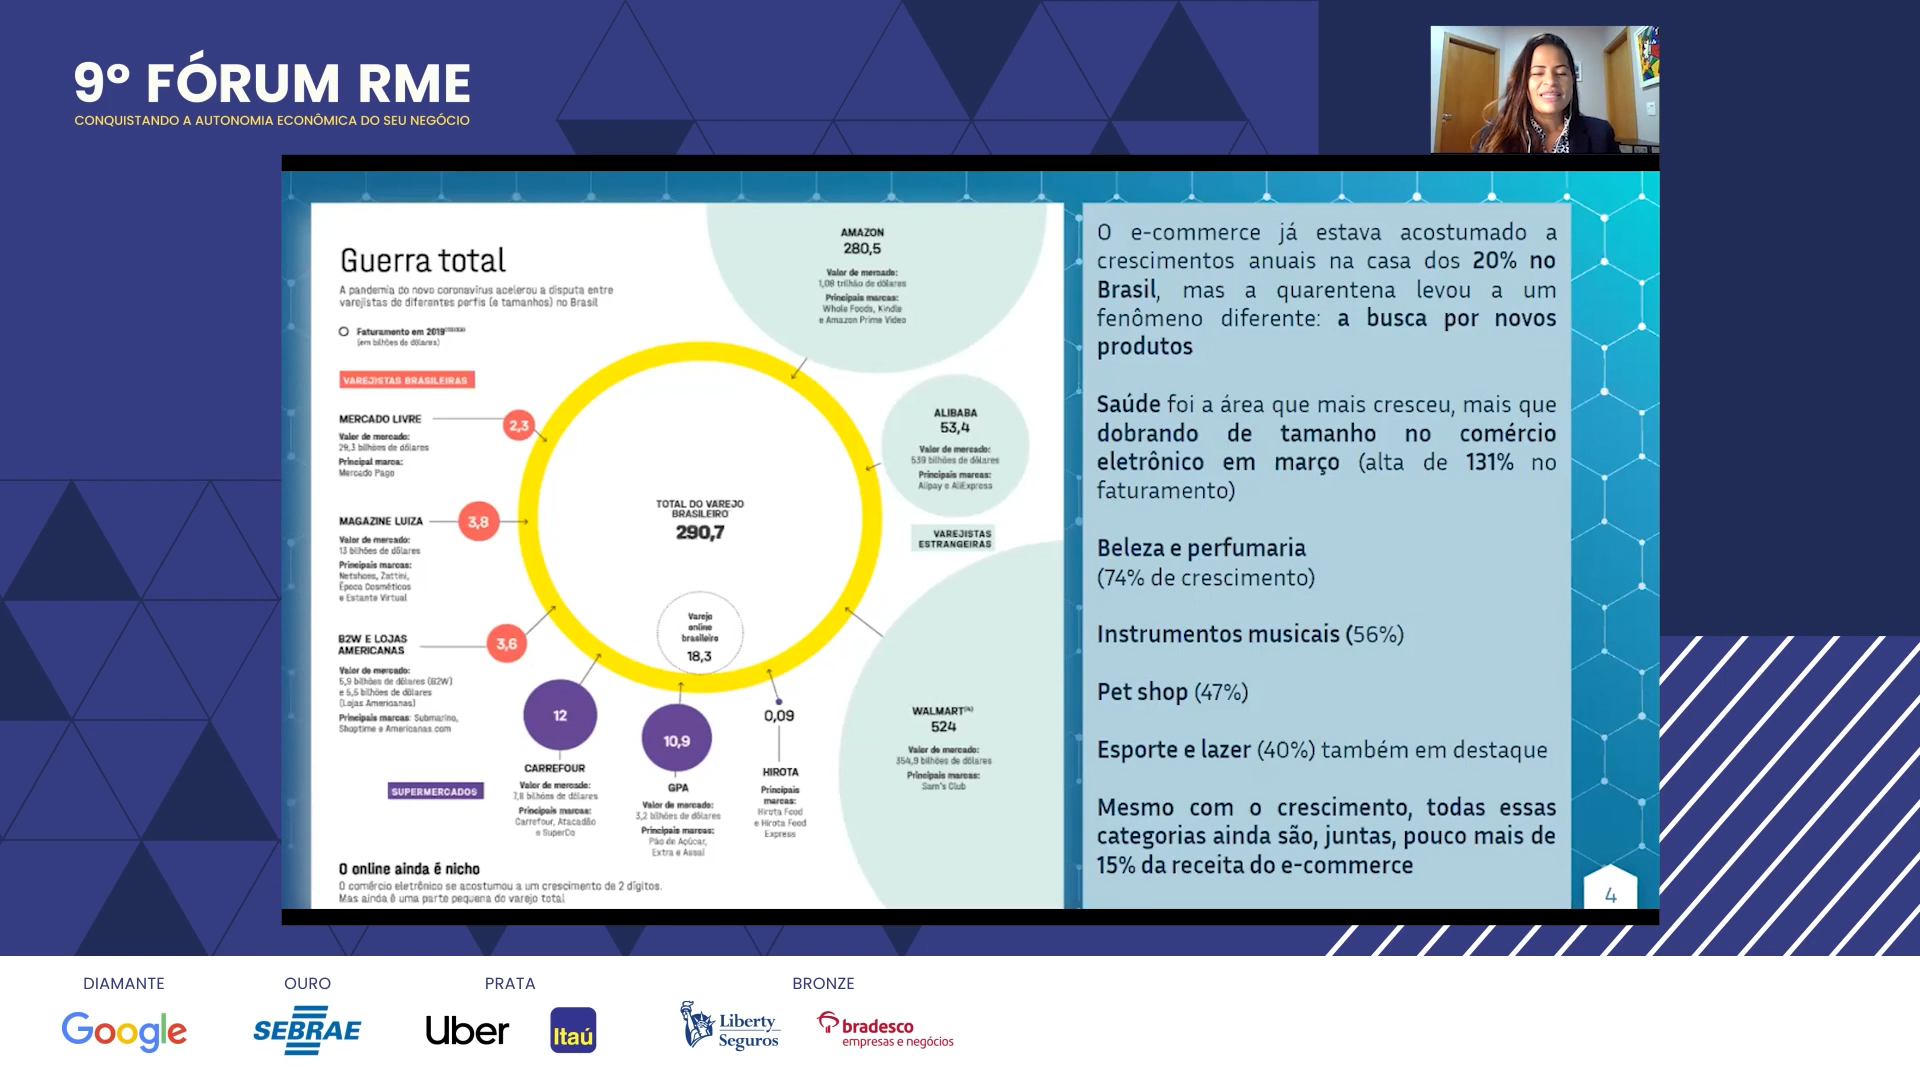 9º FÓRUM RME
CONQUISTANDO A AUTONOMIA ECONÔMICA DO SEU NEGÓCIO
Guerra total
A pandemia do novo coronavírus acelerou a disputa entre
varejistas de diferentes perfis (e tamanhos) no Brasil
Faturamento em 2019
(em bilhões de dólares)
VAREJISTAS BRASILEIRAS
MERCADO LIVRE
2,3
Valor de mercado:
29,3 bilhões de dólares
Principal marca:
Mercado Pago
MAGAZINE LUIZA
3,8
Valor de mercado:
13 bilhões de dólares
Principais marcas:
Netshoes, Zattini,
Época Cosméticos
e Estante Virtual
B2W E LOJAS
AMERICANAS
3,6
Valor de mercado:
5,9 bilhões de dólares (B2W)
e 5,5 bilhões de dólares
(Lojas Americanas)
Principais marcas: Submarino,
Shoptime e Americanas.com
SUPERMERCADOS
12
CARREFOUR
Valor de mercado:
7,8 bilhões de dólares
Principais marcas:
Carrefour, Atacadão
e SuperCo
10,9
GPA
Valor de mercado:
3,2 bilhões de dólares
Principais marcas:
Pão de Açúcar,
Extra e Assaí
0,09
HIROTA
Principais
marcas:
Hirota Food
e Hirota Food
Express
TOTAL DO VAREJO
BRASILEIRO
290,7
Varejo
online
brasileiro
18,3
AMAZON
280,5
Valor de mercado:
1,08 trilhão de dólares
Principais marcas:
Whole Foods, Kindle
e Amazon Prime Video
ALIBABA
53,4
Valor de mercado:
539 bilhões de dólares
Principais marcas:
Alipay e AliExpress
VAREJISTAS
ESTRANGEIRAS
WALMART
524
Valor de mercado:
354,9 bilhões de dólares
Principais marcas:
Sam's Club
O online ainda é nicho
O comércio eletrônico se acostumou a um crescimento de 2 dígitos.
Mas ainda é uma parte pequena do varejo total
O e-commerce já estava acostumado a
crescimentos anuais na casa dos 20% no
Brasil, mas a quarentena levou a um
fenômeno diferente: a busca por novos
produtos
Saúde foi a área que mais cresceu, mais que
dobrando de tamanho no comércio
eletrônico em março (alta de 131% no
faturamento)
Beleza e perfumaria
(74% de crescimento)
Instrumentos musicais (56%)
Pet shop (47%)
Esporte e lazer (40%) também em destaque
Mesmo com o crescimento, todas essas
categorias ainda são, juntas, pouco mais de
15% da receita do e-commerce
4
DIAMANTE
OURO
PRATA
BRONZE
Google
SEBRAE
Uber
Itaú
Liberty
Seguros
bradesco
empresas e negócios